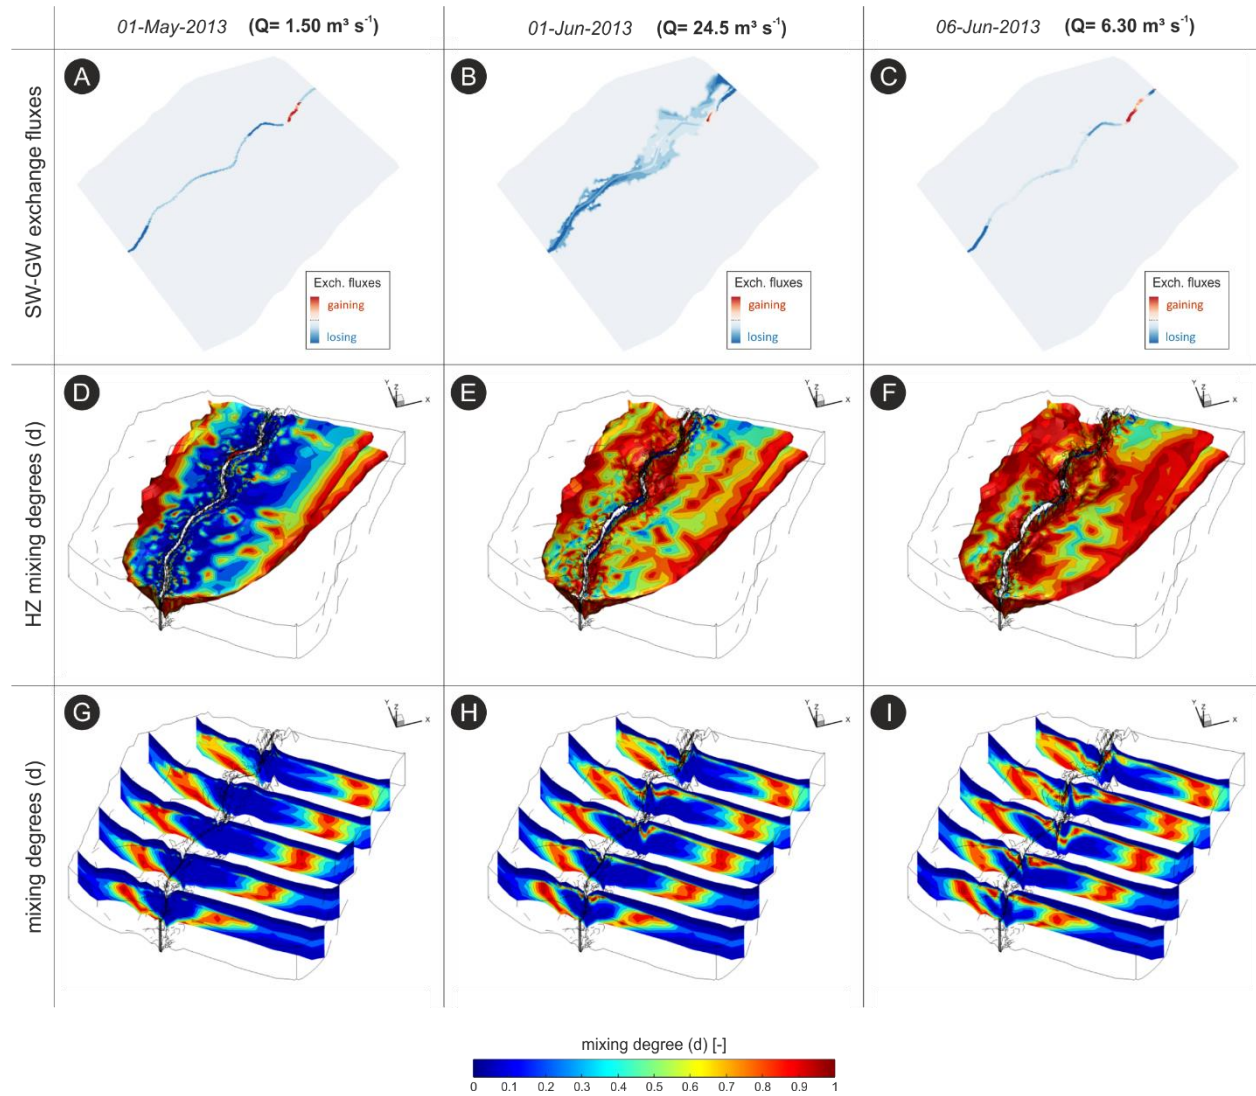 01-May-2013 (Q= 1.50 m³ s⁻¹) 01-Jun-2013 (Q= 24.5 m³ s⁻¹) 06-Jun-2013 (Q= 6.30 m³ s⁻¹)
SW-GW exchange fluxes
A B C
Exch. fluxes Exch. fluxes Exch. fluxes
gaining gaining gaining
losing losing losing
HZ mixing degrees (d)
D E F
Y Z X Y Z X Y Z X
mixing degrees (d)
G H I
Y Z X Y Z X Y Z X
mixing degree (d) [-]
0 0.1 0.2 0.3 0.4 0.5 0.6 0.7 0.8 0.9 1